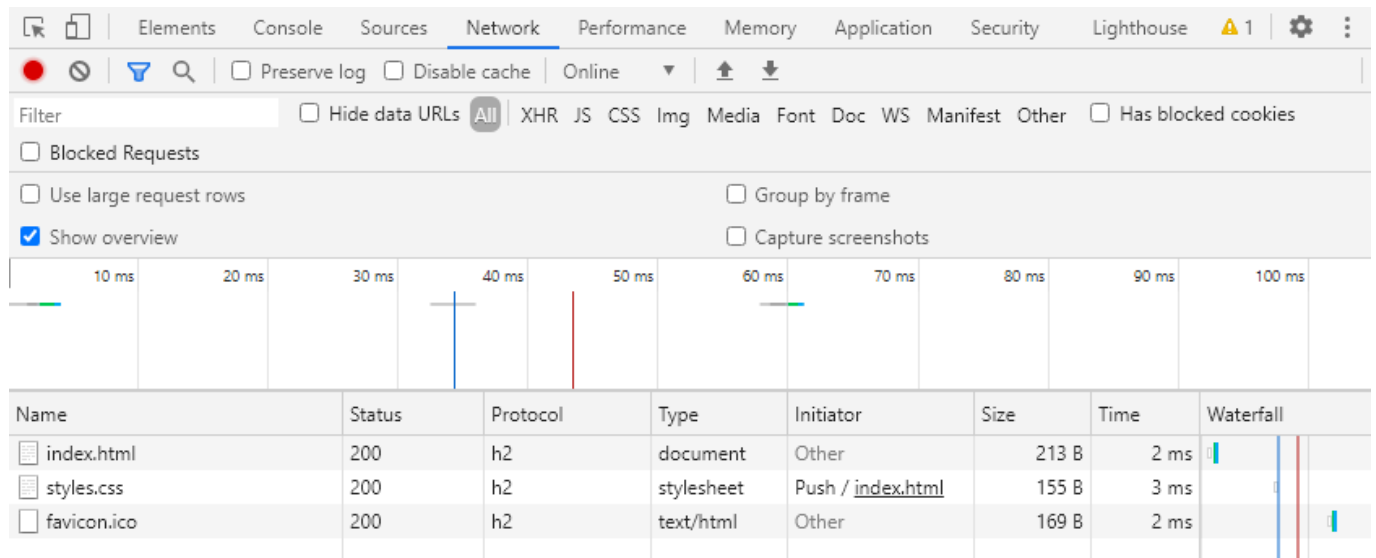 Elements Console Sources Network Performance Memory Application Security Lighthouse 1
Preserve log Disable cache Online
Filter Hide data URLs All XHR JS CSS Img Media Font Doc WS Manifest Other Has blocked cookies
Blocked Requests
Use large request rows Group by frame
Show overview Capture screenshots
10 ms 20 ms 30 ms 40 ms 50 ms 60 ms 70 ms 80 ms 90 ms 100 ms
Name Status Protocol Type Initiator Size Time Waterfall
index.html 200 h2 document Other 213 B 2 ms
styles.css 200 h2 stylesheet Push / index.html 155 B 3 ms
favicon.ico 200 h2 text/html Other 169 B 2 ms